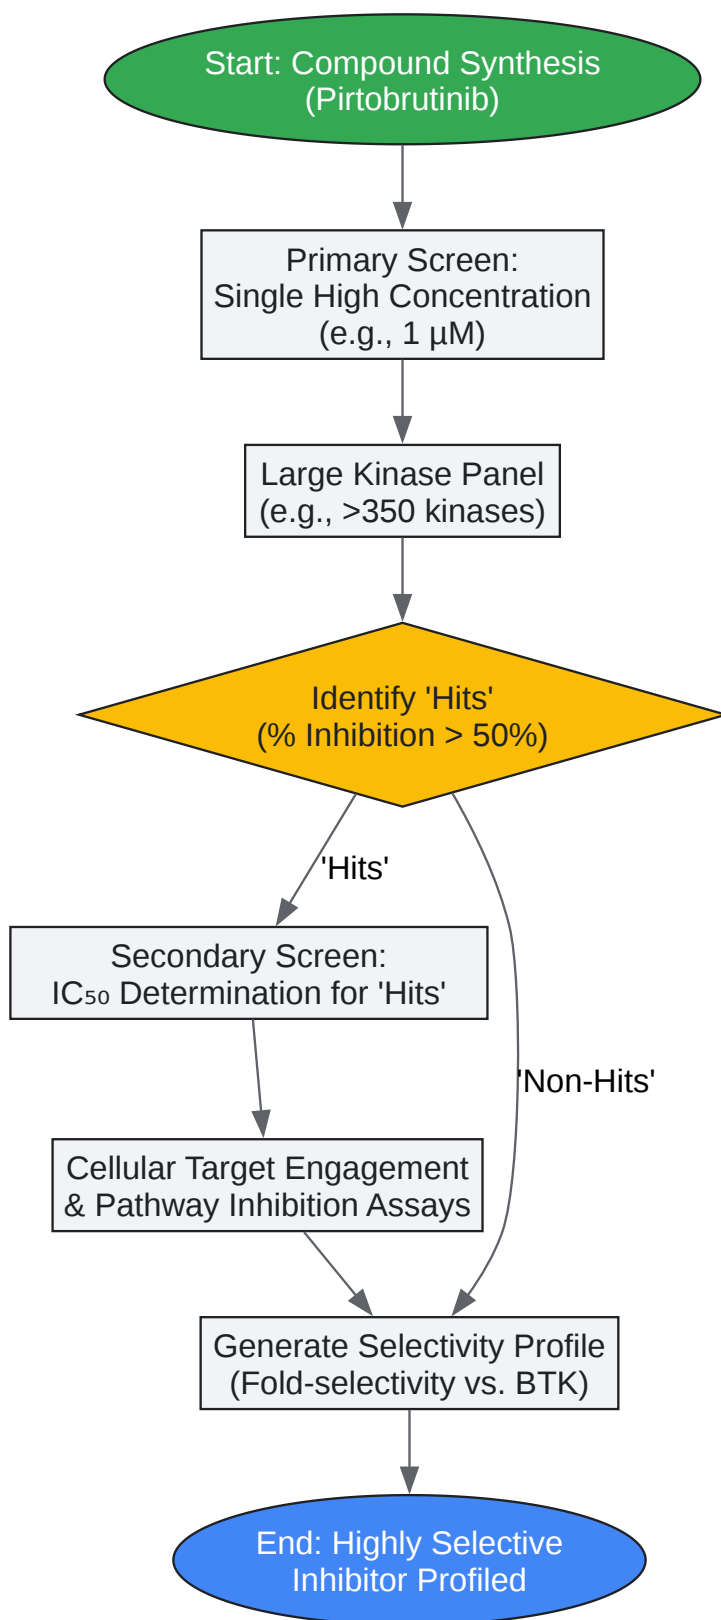 Start: Compound Synthesis
(Pirtobrutinib)
Primary Screen:
Single High Concentration
(e.g., 1 µM)
Large Kinase Panel
(e.g., >350 kinases)
Identify 'Hits'
(% Inhibition > 50%)
'Hits'
Secondary Screen:
IC₅₀ Determination for 'Hits'
'Non-Hits'
Cellular Target Engagement
& Pathway Inhibition Assays
Generate Selectivity Profile
(Fold-selectivity vs. BTK)
End: Highly Selective
Inhibitor Profiled